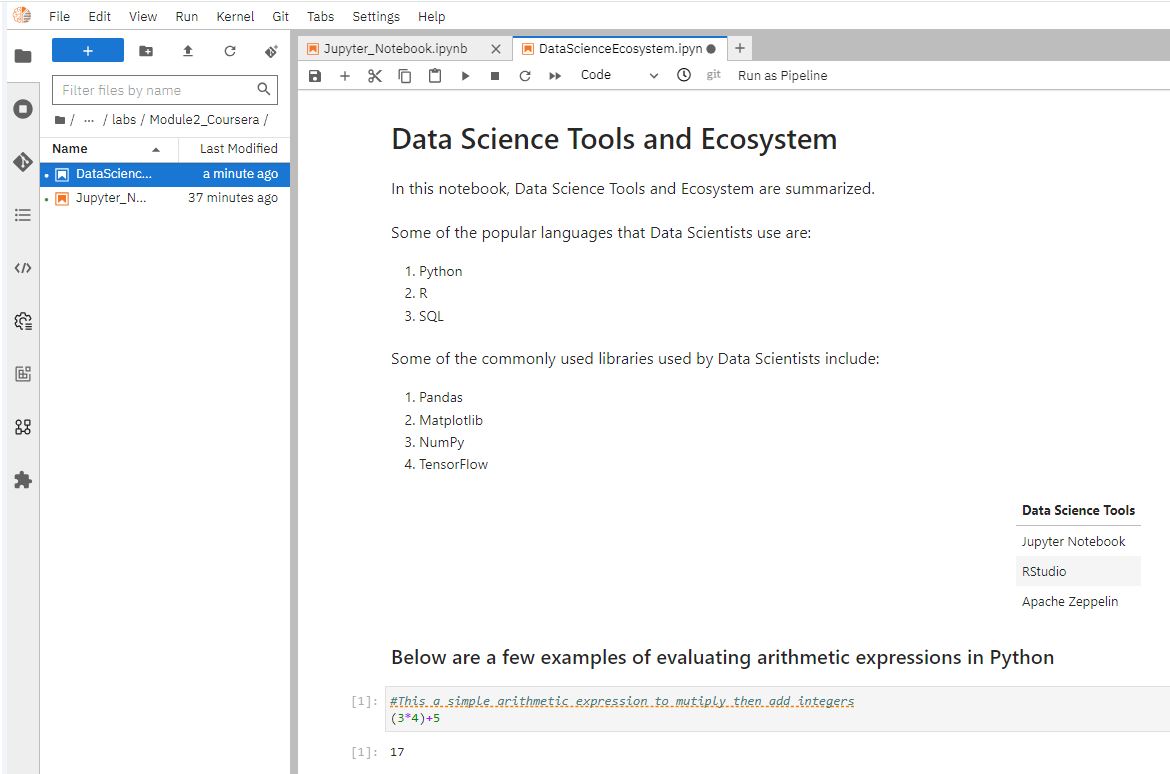 File Edit View Run Kernel Git Tabs Settings Help
Jupyter_Notebook.ipynb
DataScienceEcosystem.ipyn
Filter files by name
/ ... / labs / Module2_Coursera /
Name Last Modified
DataScienc... a minute ago
Jupyter_N... 37 minutes ago
Code git Run as Pipeline
Data Science Tools and Ecosystem
In this notebook, Data Science Tools and Ecosystem are summarized.
Some of the popular languages that Data Scientists use are:
1. Python
2. R
3. SQL
Some of the commonly used libraries used by Data Scientists include:
1. Pandas
2. Matplotlib
3. NumPy
4. TensorFlow
Data Science Tools
Jupyter Notebook
RStudio
Apache Zeppelin
Below are a few examples of evaluating arithmetic expressions in Python
[1]: #This a simple arithmetic expression to mutiply then add integers
(3*4)+5
[1]: 17